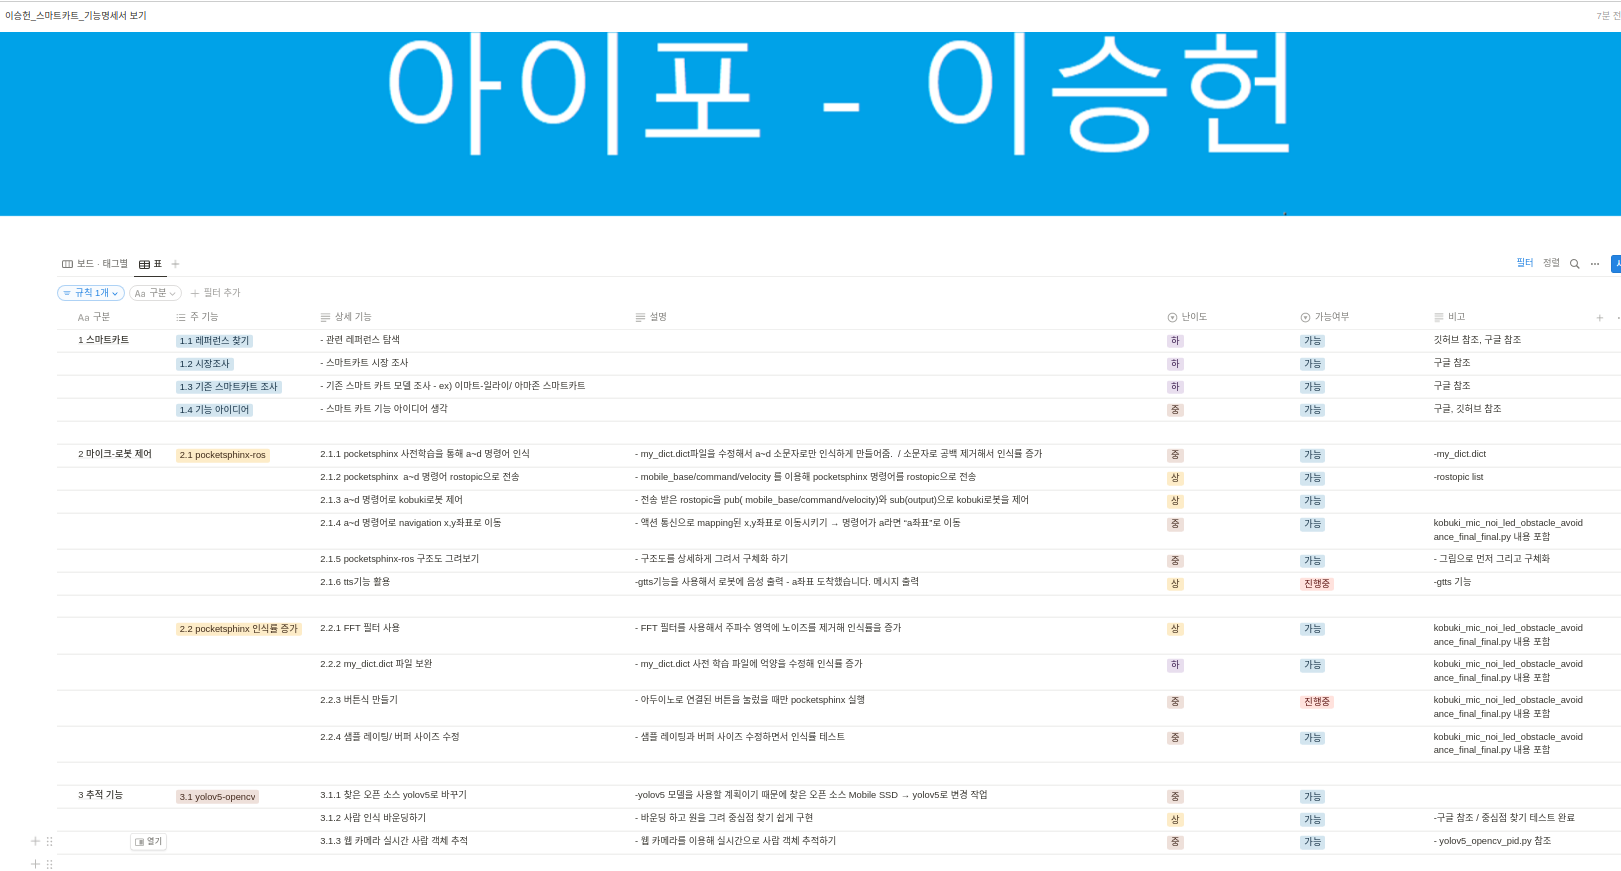 이승헌_스마트카트_기능명세서 보기
7분 전
아이포 - 이승헌
보드 · 태그별 표
필터 정렬
규칙 1개 Aa 구분 필터 추가
Aa 구분 주 기능 상세 기능 설명 난이도 가능여부 비고
1 스마트카트 1.1 레퍼런스 찾기 - 관련 레퍼런스 탐색 하 가능 깃허브 참조, 구글 참조
1.2 시장조사 - 스마트카트 시장 조사 하 가능 구글 참조
1.3 기존 스마트카트 조사 - 기존 스마트 카트 모델 조사 - ex) 이마트-일라이/ 아마존 스마트카트 하 가능 구글 참조
1.4 기능 아이디어 - 스마트 카트 기능 아이디어 생각 중 가능 구글, 깃허브 참조
2 마이크-로봇 제어 2.1 pocketsphinx-ros 2.1.1 pocketsphinx 사전학습을 통해 a~d 명령어 인식 - my_dict.dict파일을 수정해서 a~d 소문자로만 인식하게 만들어줌. / 소문자로 공백 제거해서 인식률 증가 중 가능 -my_dict.dict
2.1.2 pocketsphinx a~d 명령어 rostopic으로 전송 - mobile_base/command/velocity 를 이용해 pocketsphinx 명령어를 rostopic으로 전송 상 가능 -rostopic list
2.1.3 a~d 명령어로 kobuki로봇 제어 - 전송 받은 rostopic을 pub( mobile_base/command/velocity)와 sub(output)으로 kobuki로봇을 제어 상 가능
2.1.4 a~d 명령어로 navigation x,y좌표로 이동 - 액션 통신으로 mapping된 x,y좌표로 이동시키기 → 명령어가 a라면 “a좌표”로 이동 중 가능 kobuki_mic_noi_led_obstacle_avoid
ance_final_final.py 내용 포함
2.1.5 pocketsphinx-ros 구조도 그려보기 - 구조도를 상세하게 그려서 구체화 하기 중 가능 - 그림으로 먼저 그리고 구체화
2.1.6 tts기능 활용 -gtts기능을 사용해서 로봇에 음성 출력 - a좌표 도착했습니다. 메시지 출력 상 진행중 -gtts 기능
2.2 pocketsphinx 인식률 증가 2.2.1 FFT 필터 사용 - FFT 필터를 사용해서 주파수 영역에 노이즈를 제거해 인식률을 증가 상 가능 kobuki_mic_noi_led_obstacle_avoid
ance_final_final.py 내용 포함
2.2.2 my_dict.dict 파일 보완 - my_dict.dict 사전 학습 파일에 억양을 수정해 인식률 증가 하 가능 kobuki_mic_noi_led_obstacle_avoid
ance_final_final.py 내용 포함
2.2.3 버튼식 만들기 - 아두이노로 연결된 버튼을 눌렀을 때만 pocketsphinx 실행 중 진행중 kobuki_mic_noi_led_obstacle_avoid
ance_final_final.py 내용 포함
2.2.4 샘플 레이팅/ 버퍼 사이즈 수정 - 샘플 레이팅과 버퍼 사이즈 수정하면서 인식률 테스트 중 가능 kobuki_mic_noi_led_obstacle_avoid
ance_final_final.py 내용 포함
3 추적 기능 3.1 yolov5-opencv 3.1.1 찾은 오픈 소스 yolov5로 바꾸기 -yolov5 모델을 사용할 계획이기 때문에 찾은 오픈 소스 Mobile SSD → yolov5로 변경 작업 중 가능
3.1.2 사람 인식 바운딩하기 - 바운딩 하고 원을 그려 중심점 찾기 쉽게 구현 상 가능 -구글 참조 / 중심점 찾기 테스트 완료
열기 3.1.3 웹 카메라 실시간 사람 객체 추적 - 웹 카메라를 이용해 실시간으로 사람 객체 추적하기 중 가능 - yolov5_opencv_pid.py 참조